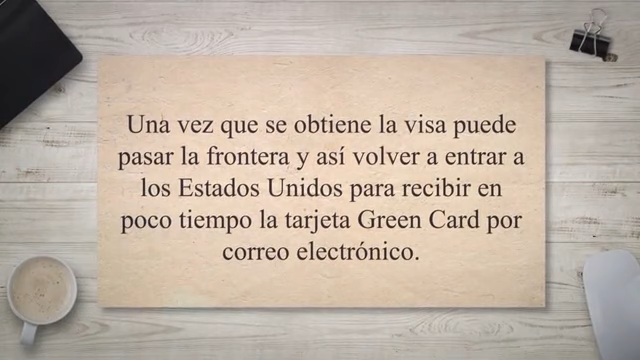 Una vez que se obtiene la visa puede
pasar la frontera y así volver a entrar a
los Estados Unidos para recibir en
poco tiempo la tarjeta Green Card por
correo electrónico.